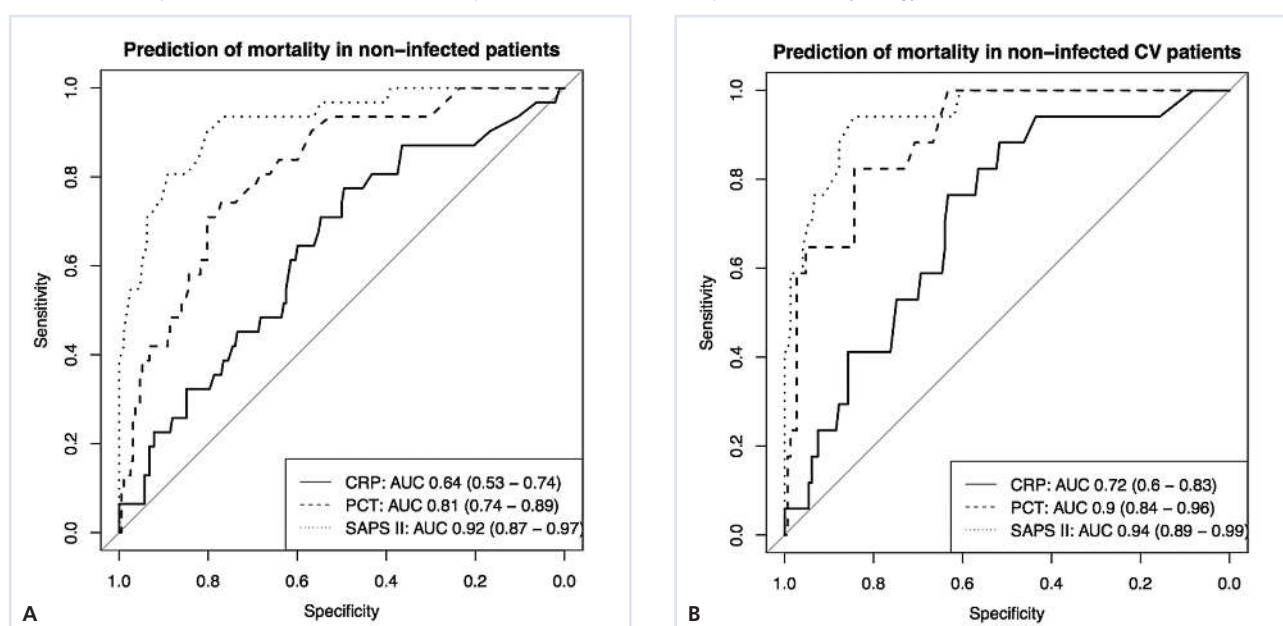 Prediction of mortality in non–infected patients
1.0
0.8
0.6
0.4
0.2
0.0
Sensitivity
CRP: AUC 0.64 (0.53 – 0.74)
PCT: AUC 0.81 (0.74 – 0.89)
SAPS II: AUC 0.92 (0.87 – 0.97)
1.0 0.8 0.6 0.4 0.2 0.0
Specificity
A
Prediction of mortality in non–infected CV patients
1.0
0.8
0.6
0.4
0.2
0.0
Sensitivity
CRP: AUC 0.72 (0.6 – 0.83)
PCT: AUC 0.9 (0.84 – 0.96)
SAPS II: AUC 0.94 (0.89 – 0.99)
1.0 0.8 0.6 0.4 0.2 0.0
Specificity
B